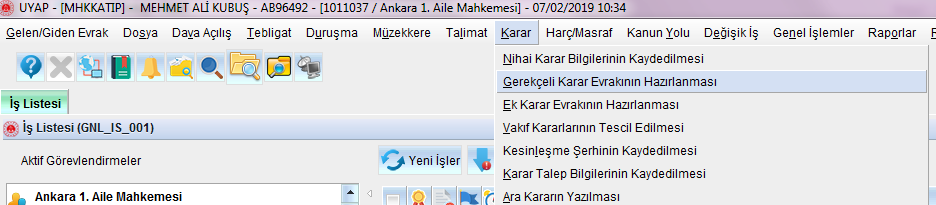 UYAP - [MHKKATIP] - MEHMET ALİ KUBUŞ - AB96492 - [1011037 / Ankara 1. Aile Mahkemesi] - 07/02/2019 10:34
Gelen/Giden Evrak Dosya Dava Açılış Tebligat Duruşma Müzekkere Talimat Karar Harç/Masraf Kanun Yolu Değişik İş Genel İşlemler Raporlar
Nihai Karar Bilgilerinin Kaydedilmesi
Gerekçeli Karar Evrakının Hazırlanması
Ek Karar Evrakının Hazırlanması
Vakıf Kararlarının Tescil Edilmesi
Kesinleşme Şerhinin Kaydedilmesi
Karar Talep Bilgilerinin Kaydedilmesi
Ara Kararın Yazılması
İş Listesi
İş Listesi (GNL_IS_001)
Aktif Görevlendirmeler
Yeni İşler
Ankara 1. Aile Mahkemesi